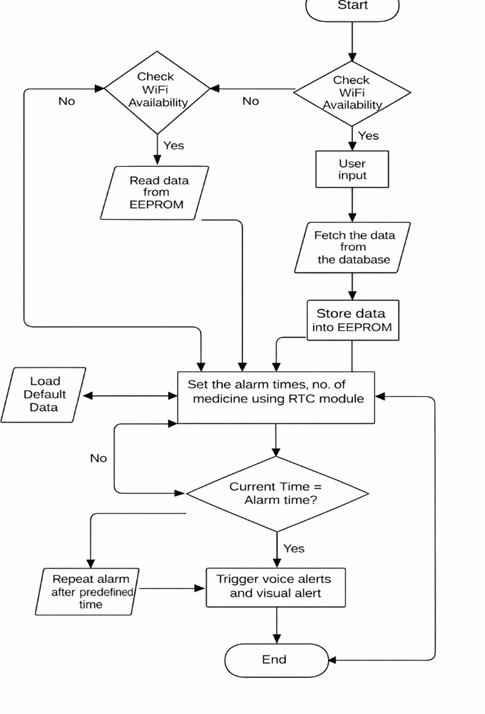 Start
Check
WiFi
Availability
No
Check
WiFi
Availability
No
Yes
Yes
User
input
Read data
from
EEPROM
Fetch the data
from
the database
Store data
into EEPROM
Load
Default
Data
Set the alarm times, no. of
medicine using RTC module
No
Current Time =
Alarm time?
Yes
Repeat alarm
after predefined
time
Trigger voice alerts
and visual alert
End